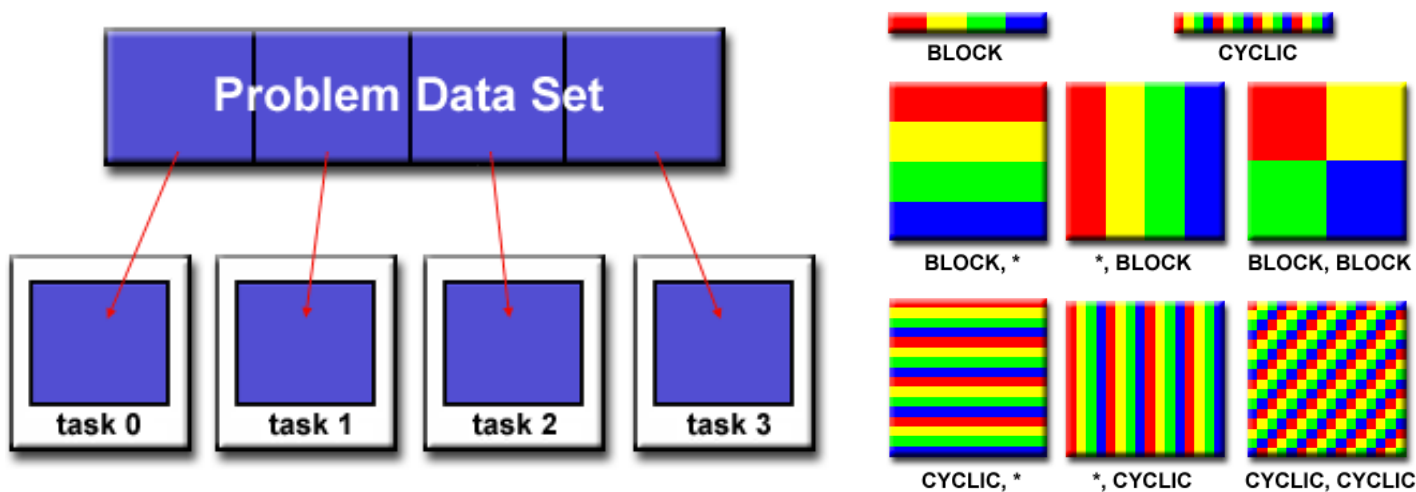 Problem Data Set
task 0
task 1
task 2
task 3
BLOCK
CYCLIC
BLOCK, *
*, BLOCK
BLOCK, BLOCK
CYCLIC, *
*, CYCLIC
CYCLIC, CYCLIC